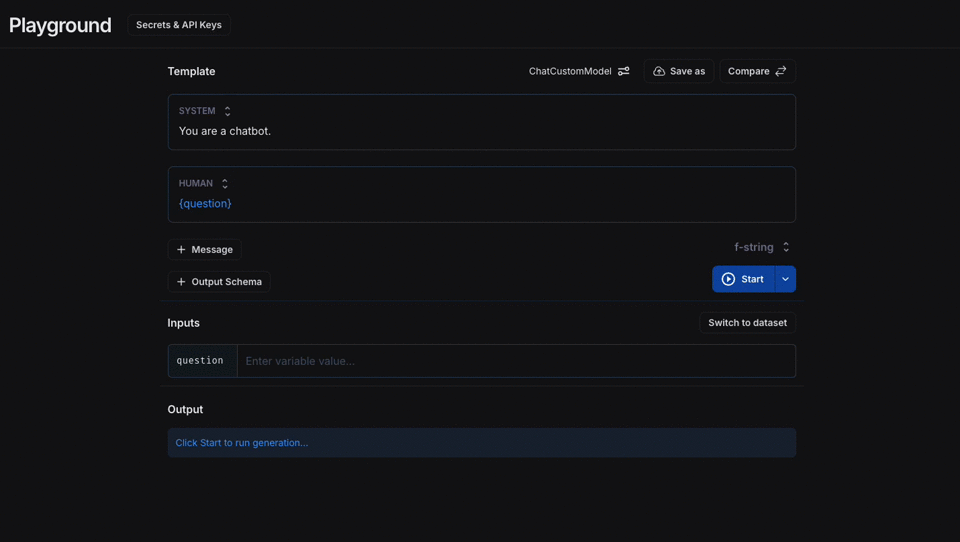 Playground
Secrets & API Keys
Template
ChatCustomModel
Save as
Compare
SYSTEM
You are a chatbot.
HUMAN
{question}
Message
f-string
Output Schema
Start
Inputs
Switch to dataset
question
Enter variable value...
Output
Click Start to run generation...